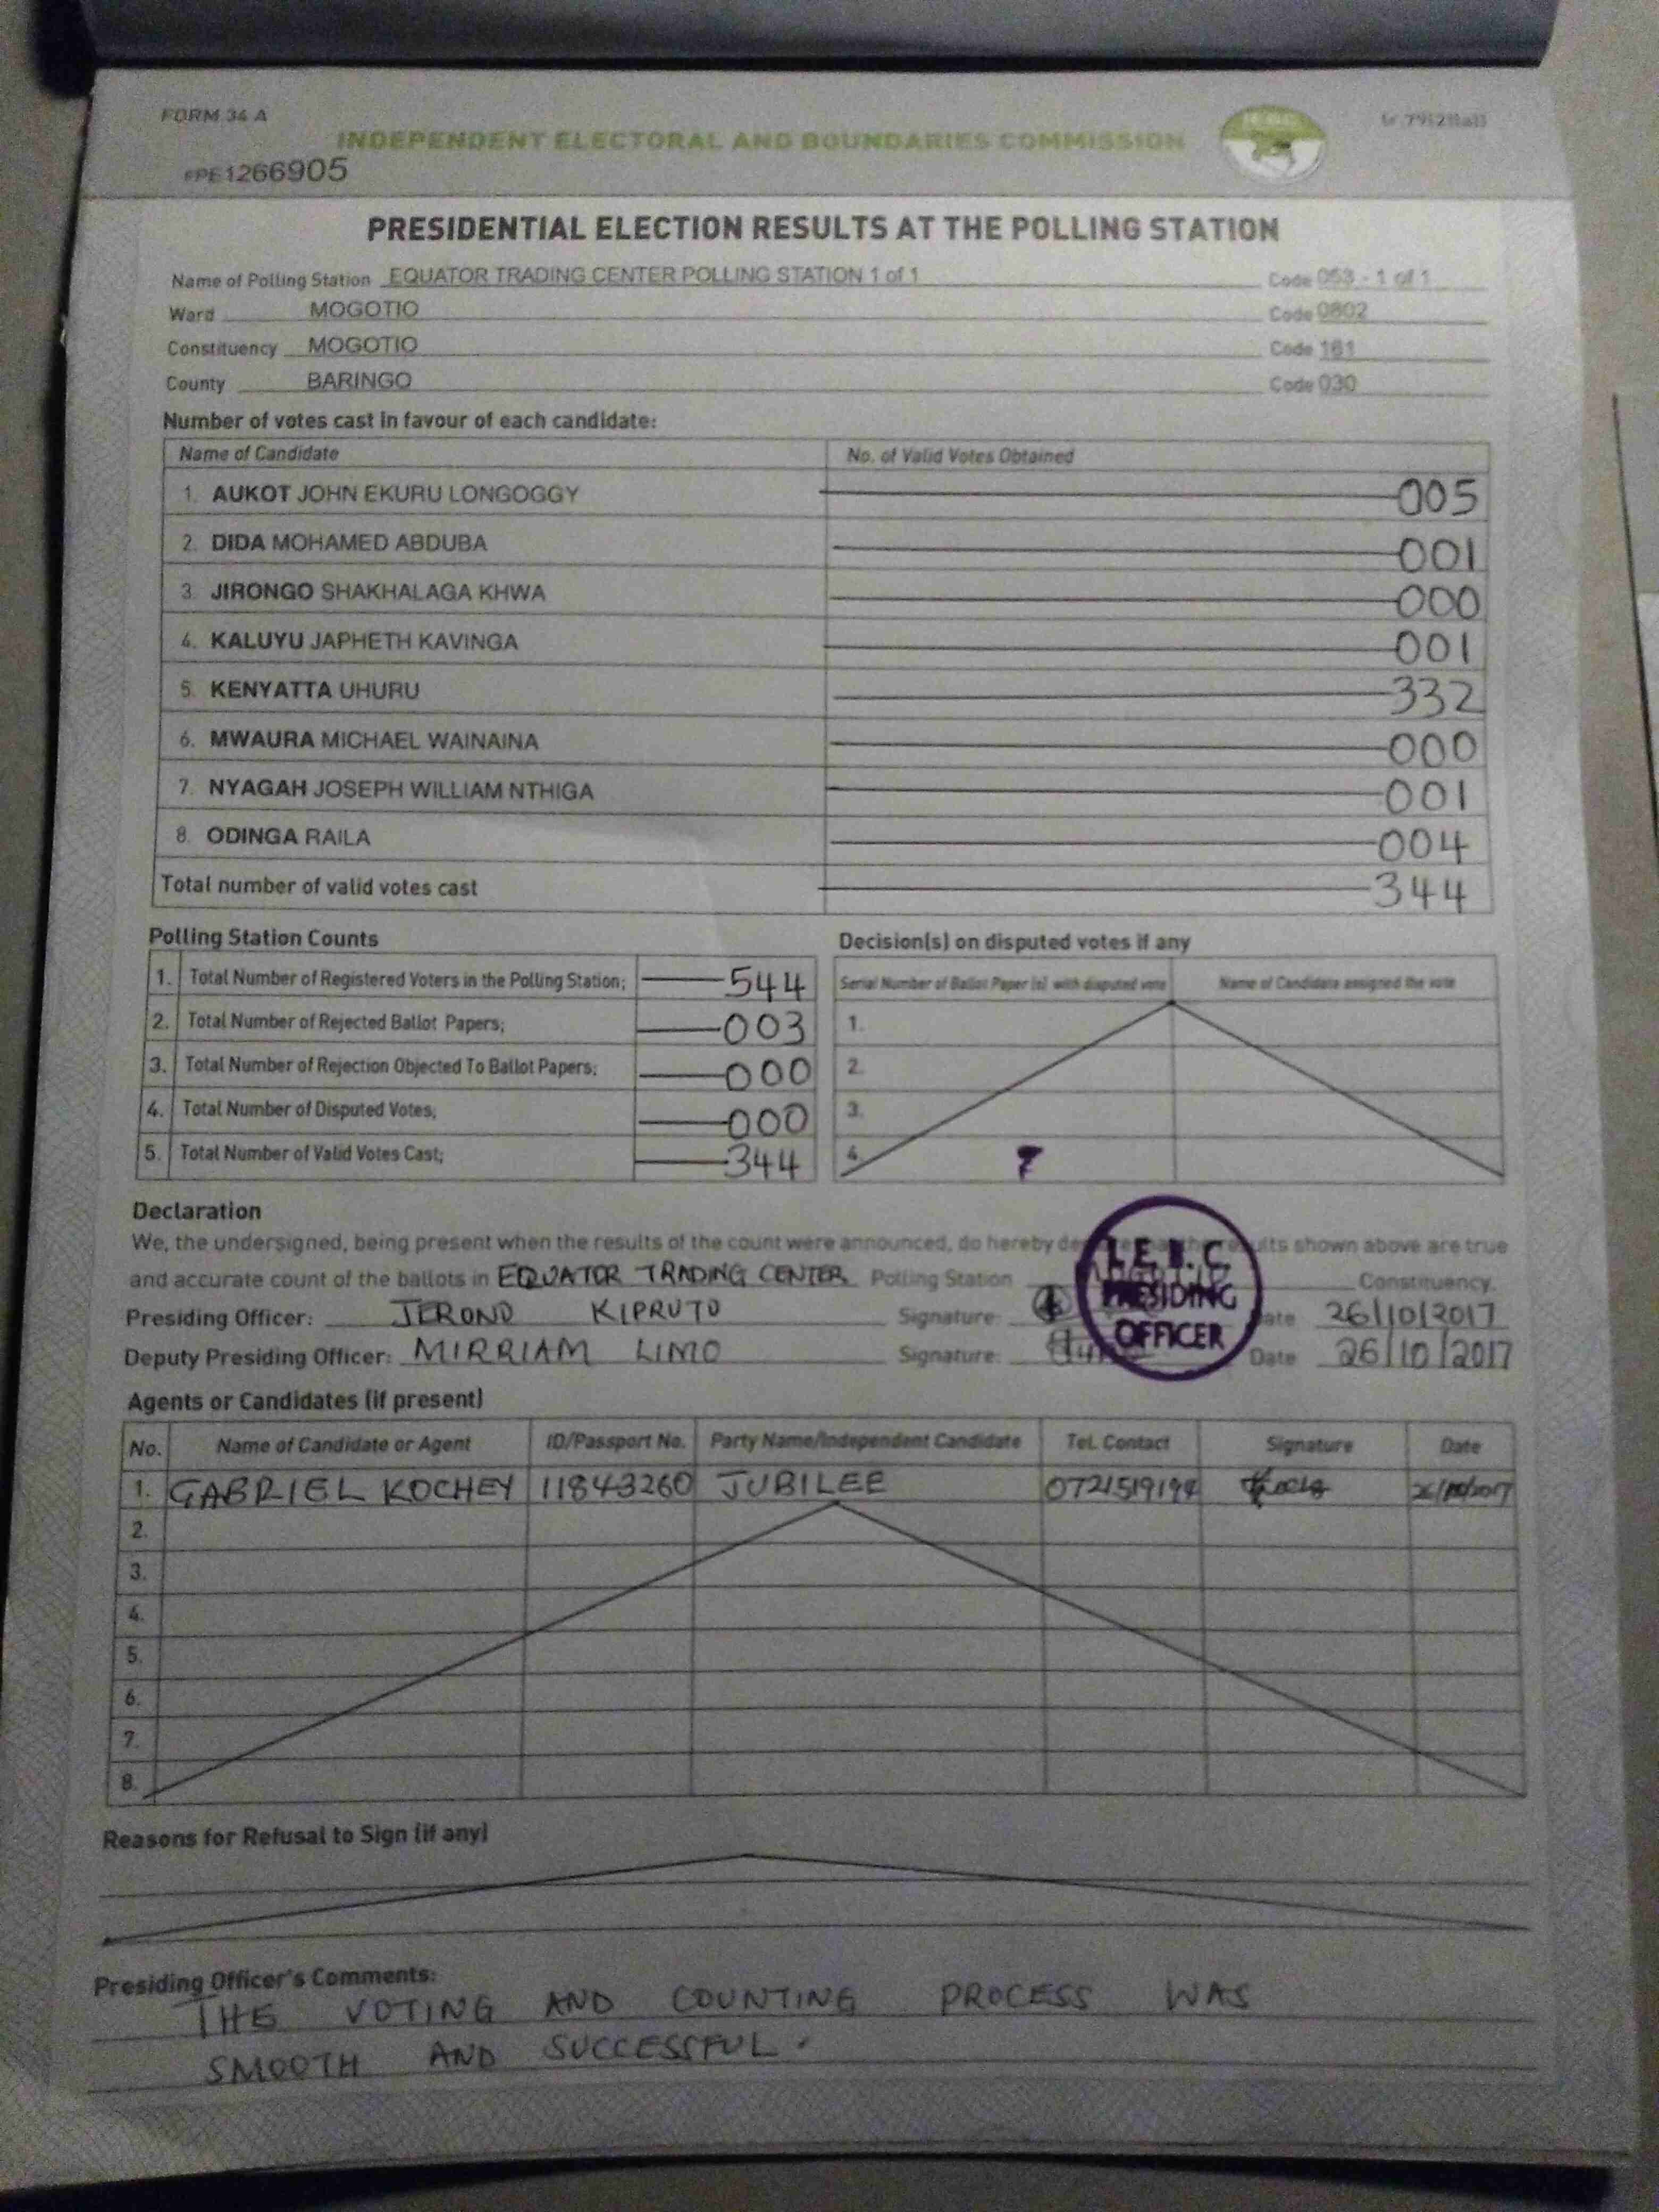 FORM 34 A
INDEPENDENT ELECTORAL AND BOUNDARIES COMMISSION
#PE1266905
PRESIDENTIAL ELECTION RESULTS AT THE POLLING STATION
Name of Polling Station EQUATOR TRADING CENTER POLLING STATION 1 of 1 Code 053 - 1 of 1
Ward MOGOTIO Code 0802
Constituency MOGOTIO Code 161
County BARINGO Code 030
Number of votes cast in favour of each candidate:
Name of Candidate No. of Valid Votes Obtained
1. AUKOT JOHN EKURU LONGOGGY 005
2. DIDA MOHAMED ABDUBA 001
3. JIRONGO SHAKHALAGA KHWA 000
4. KALUYU JAPHETH KAVINGA 001
5. KENYATTA UHURU 332
6. MWAURA MICHAEL WAINAINA 000
7. NYAGAH JOSEPH WILLIAM NTHIGA 001
8. ODINGA RAILA 004
Total number of valid votes cast 344
Polling Station Counts
1. Total Number of Registered Voters in the Polling Station; 544
2. Total Number of Rejected Ballot Papers; 003
3. Total Number of Rejection Objected To Ballot Papers; 000
4. Total Number of Disputed Votes; 000
5. Total Number of Valid Votes Cast; 344
Decision(s) on disputed votes if any
Serial Number of Ballot Paper (s) with disputed vote Name of Candidate assigned the vote
1.
2.
3.
4.
Declaration
We, the undersigned, being present when the results of the count were announced, do hereby results shown above are true
and accurate count of the ballots in EQUATOR TRADING CENTER Polling Station Constituency.
Presiding Officer: JEROND KIPRUTO Signature: Date 26/10/2017
Deputy Presiding Officer: MIRRIAM LIMO Signature: Date 26/10/2017
I.E.B.C.
PRESIDING
OFFICER
Agents or Candidates (if present)
No. Name of Candidate or Agent ID/Passport No. Party Name/Independent Candidate Tel. Contact Signature Date
1. GABRIEL KOCHEY 11843260 JUBILEE 0721519194 26/10/2017
2.
3.
4.
5.
6.
7.
8.
Reasons for Refusal to Sign (if any)
Presiding Officer's Comments:
THE VOTING AND COUNTING PROCESS WAS
SMOOTH AND SUCCESSFUL.